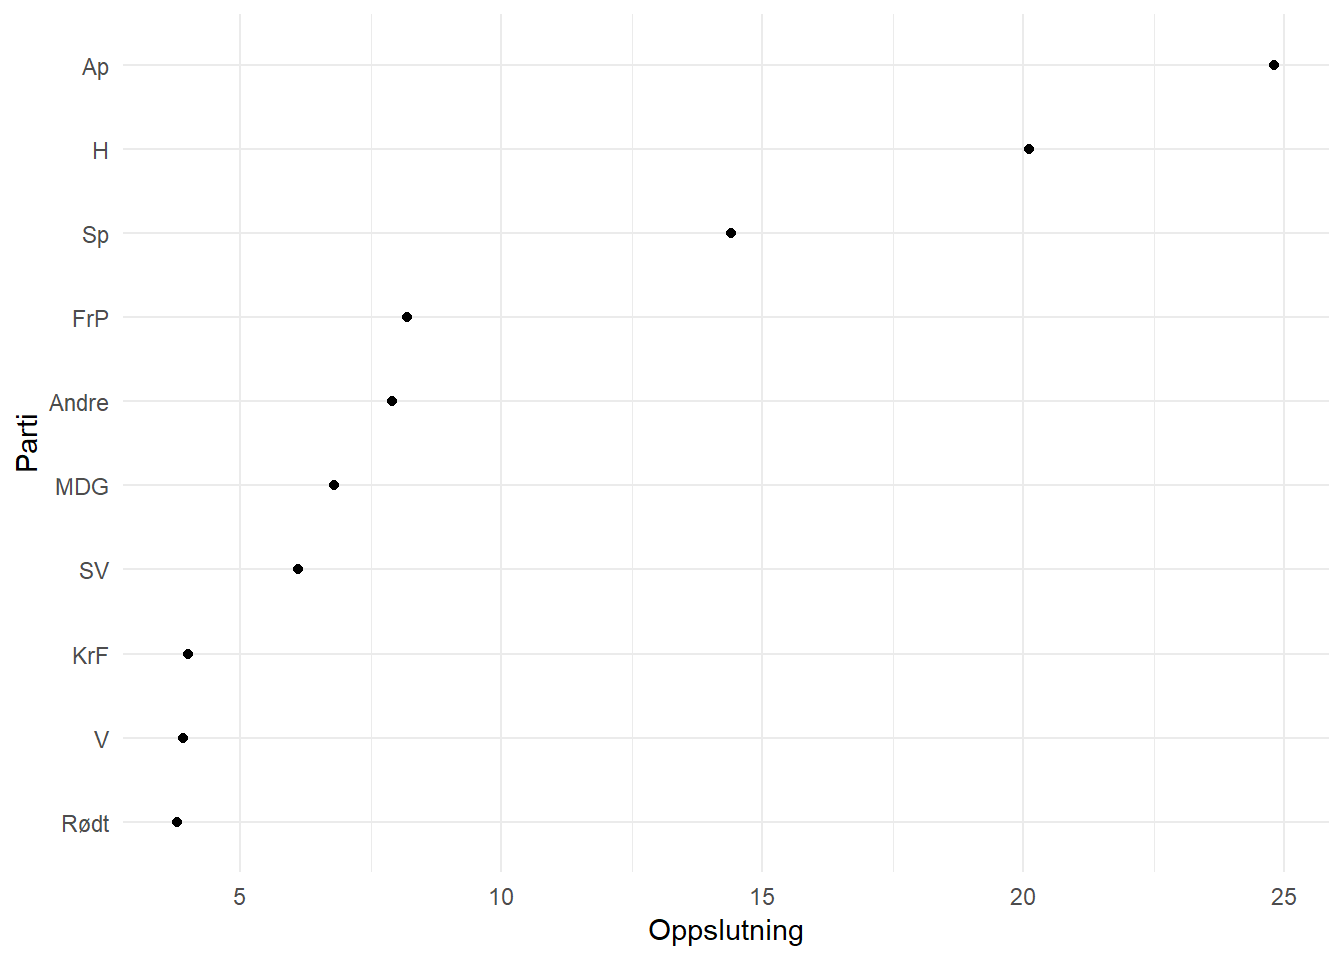 Ap
H
Sp
FrP
Andre
MDG
SV
KrF
V
Rødt
Parti
5 10 15 20 25
Oppslutning